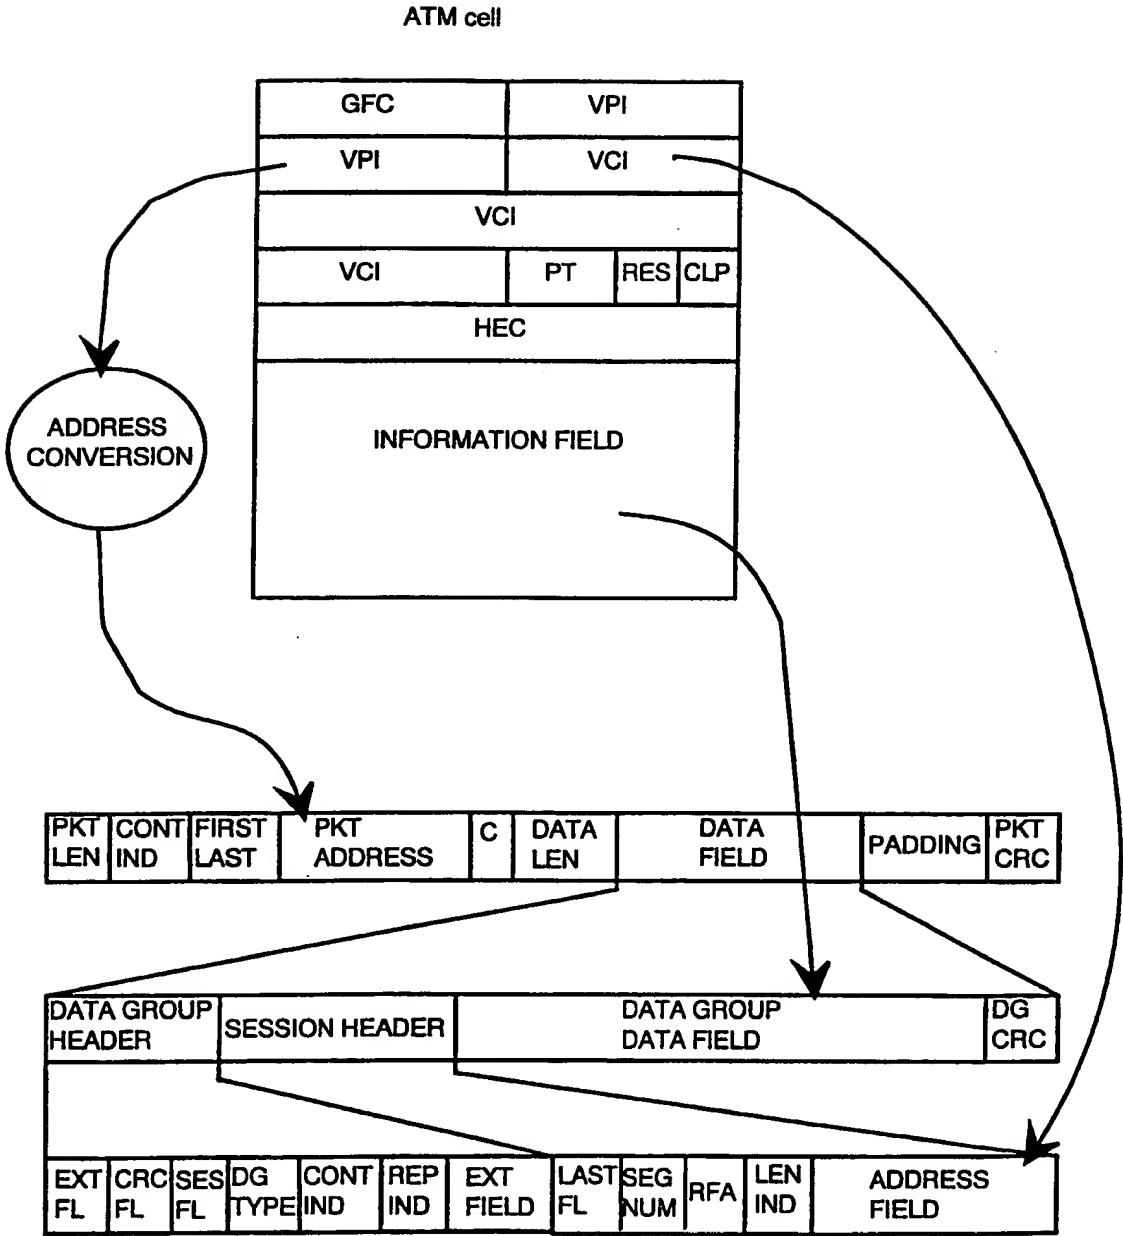 ATM cell
GFC VPI
VPI VCI
VCI
VCI PT RES CLP
HEC
ADDRESS
CONVERSION
INFORMATION FIELD
PKT LEN
CONT IND
FIRST LAST
PKT ADDRESS
C
DATA LEN
DATA FIELD
PADDING
PKT CRC
DATA GROUP HEADER
SESSION HEADER
DATA GROUP DATA FIELD
DG CRC
EXT FL
CRC FL
SES FL
DG TYPE
CONT IND
REP IND
EXT FIELD
LAST FL
SEG NUM
RFA
LEN IND
ADDRESS FIELD